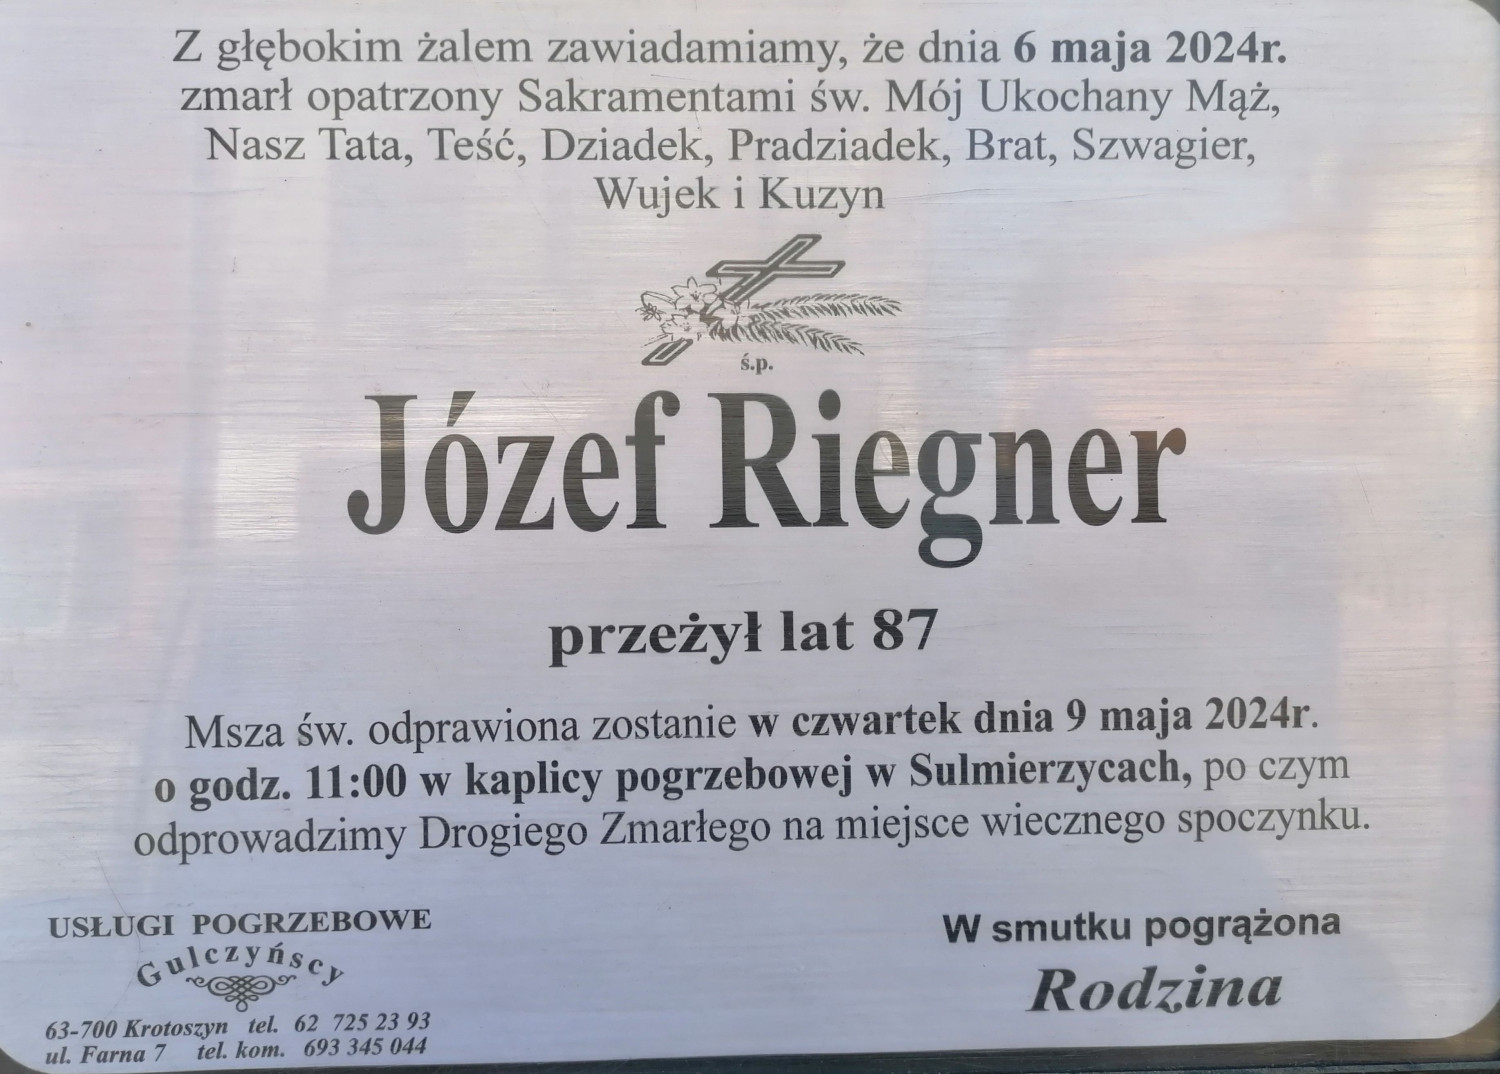 Z głębokim żalem zawiadamiamy, że dnia 6 maja 2024r.
zmarł opatrzony Sakramentami św. Mój Ukochany Mąż,
Nasz Tata, Teść, Dziadek, Pradziadek, Brat, Szwagier,
Wujek i Kuzyn
ś.p.
Józef Riegner
przeżył lat 87
Msza św. odprawiona zostanie w czwartek dnia 9 maja 2024r.
o godz. 11:00 w kaplicy pogrzebowej w Sulmierzycach, po czym
odprowadzimy Drogiego Zmarłego na miejsce wiecznego spoczynku.
USŁUGI POGRZEBOWE
Gulczyńscy
63-700 Krotoszyn tel. 62 725 23 93
ul. Farna 7 tel. kom. 693 345 044
W smutku pogrążona
Rodzina